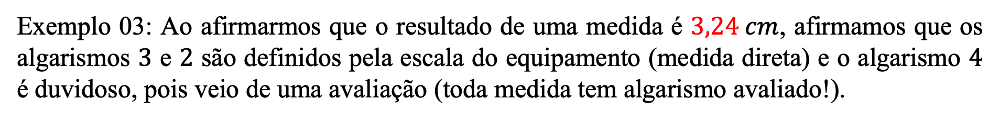 Exemplo 03: Ao afirmarmos que o resultado de uma medida é 3,24 cm, afirmamos que os
algarismos 3 e 2 são definidos pela escala do equipamento (medida direta) e o algarismo 4
é duvidoso, pois veio de uma avaliação (toda medida tem algarismo avaliado!).